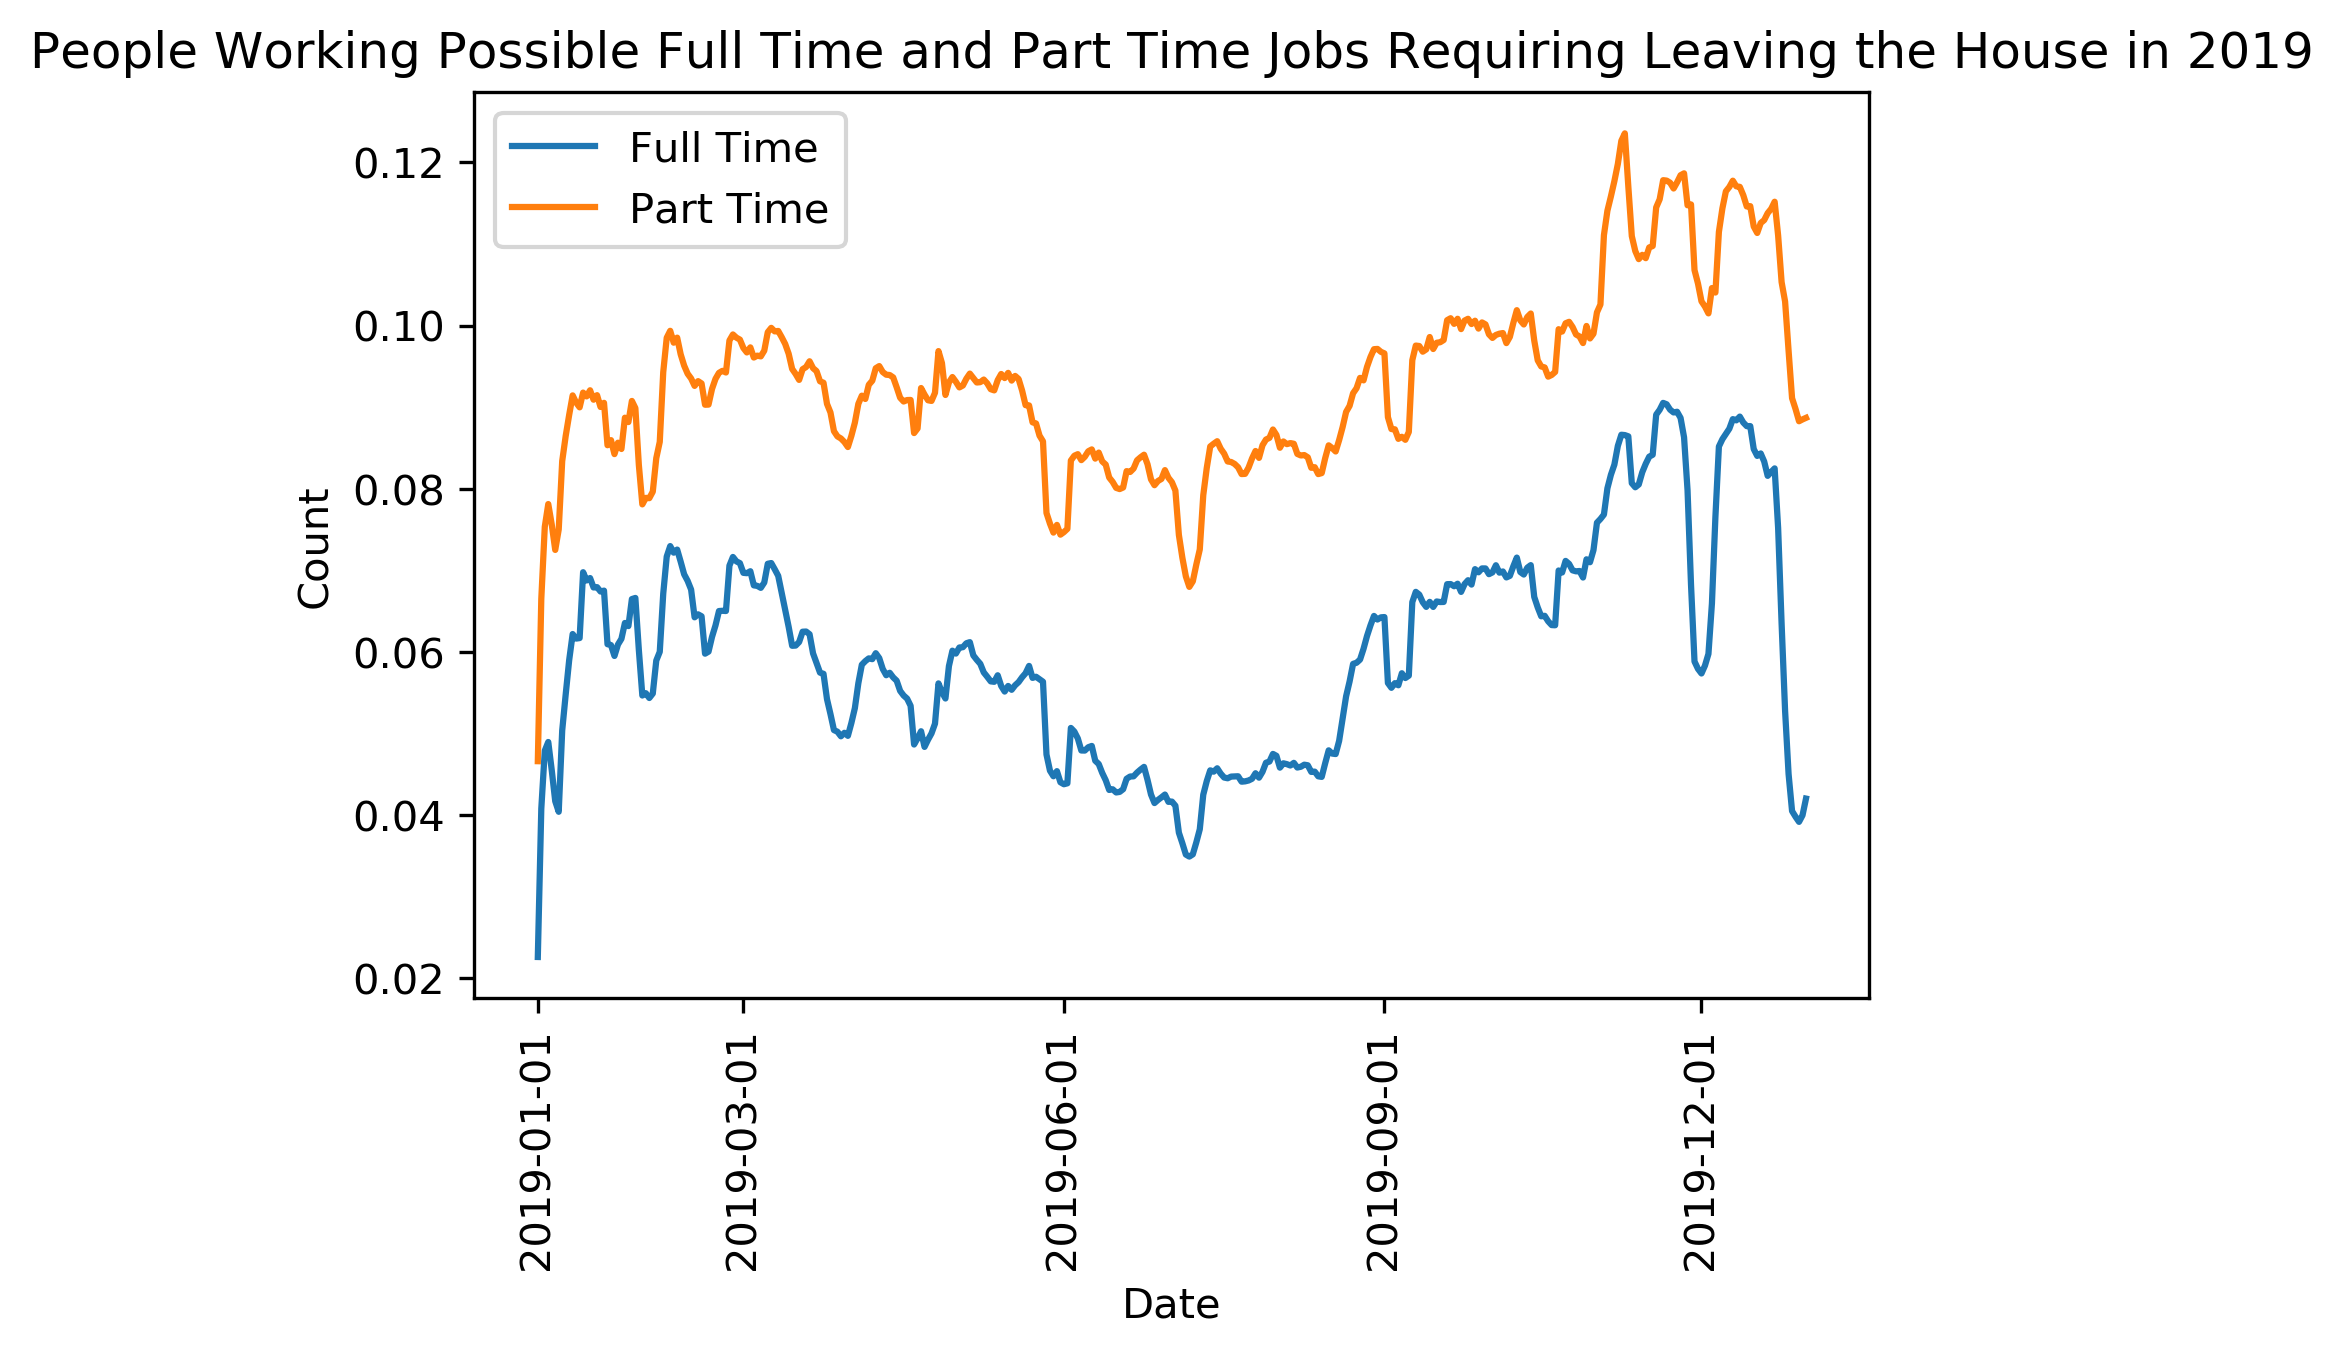 People Working Possible Full Time and Part Time Jobs Requiring Leaving the House in 2019
Full Time
Part Time
0.12
0.10
0.08
0.06
0.04
0.02
Count
2019-01-01
2019-03-01
2019-06-01
2019-09-01
2019-12-01
Date